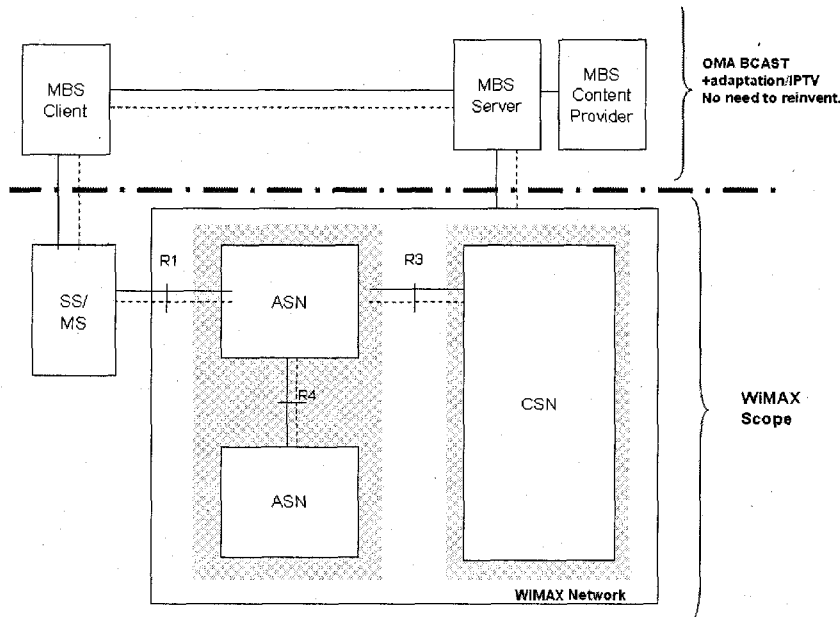 MBS
Client
MBS
Server
MBS
Content
Provider
OMA BCAST
+adaptation/IPTV
No need to reinvent.
SS/
MS
R1
ASN
R3
R4
ASN
CSN
WiMAX
Scope
WIMAX Network